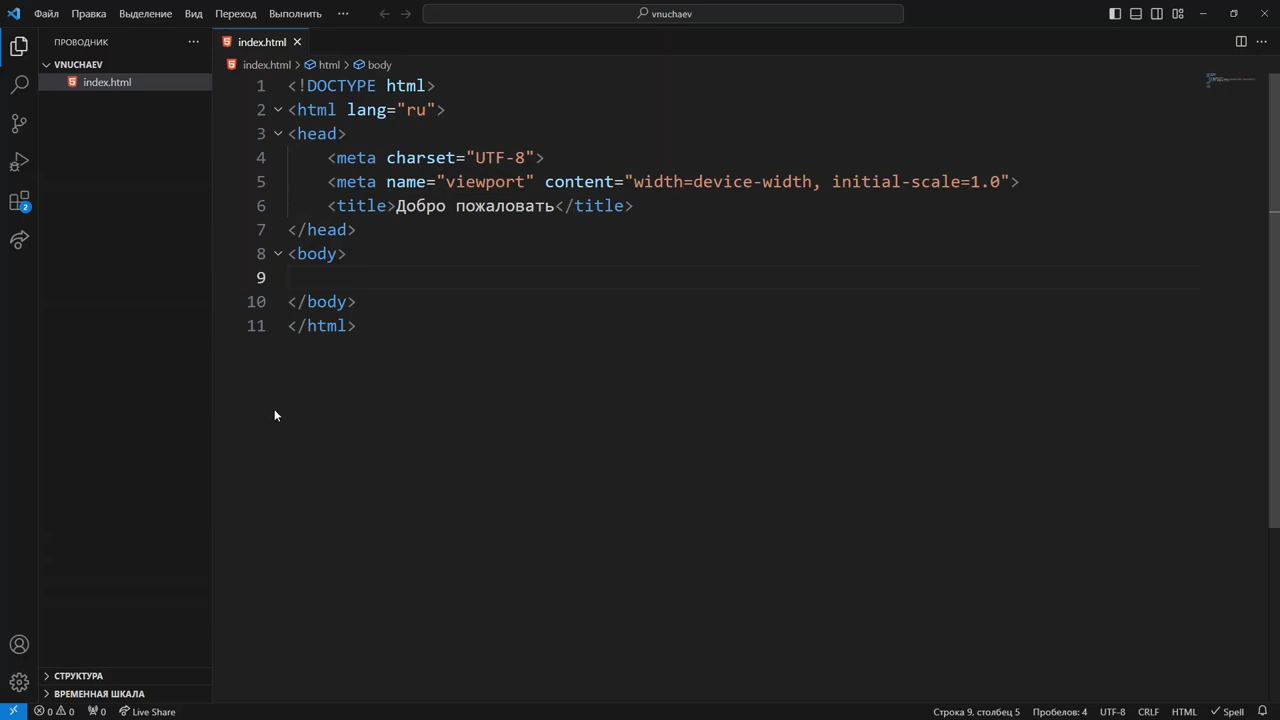 Файл Правка Выделение Вид Переход Выполнить ··· vnuchaev
ПРОВОДНИК ···
VNUCHAEV
index.html
index.html
index.html > html > body
1 <!DOCTYPE html>
2 <html lang="ru">
3 <head>
4 <meta charset="UTF-8">
5 <meta name="viewport" content="width=device-width, initial-scale=1.0">
6 <title>Добро пожаловать</title>
7 </head>
8 <body>
9
10 </body>
11 </html>
2
СТРУКТУРА
ВРЕМЕННАЯ ШКАЛА
0 0 0 Live Share Строка 9, столбец 5 Пробелов: 4 UTF-8 CRLF HTML Spell